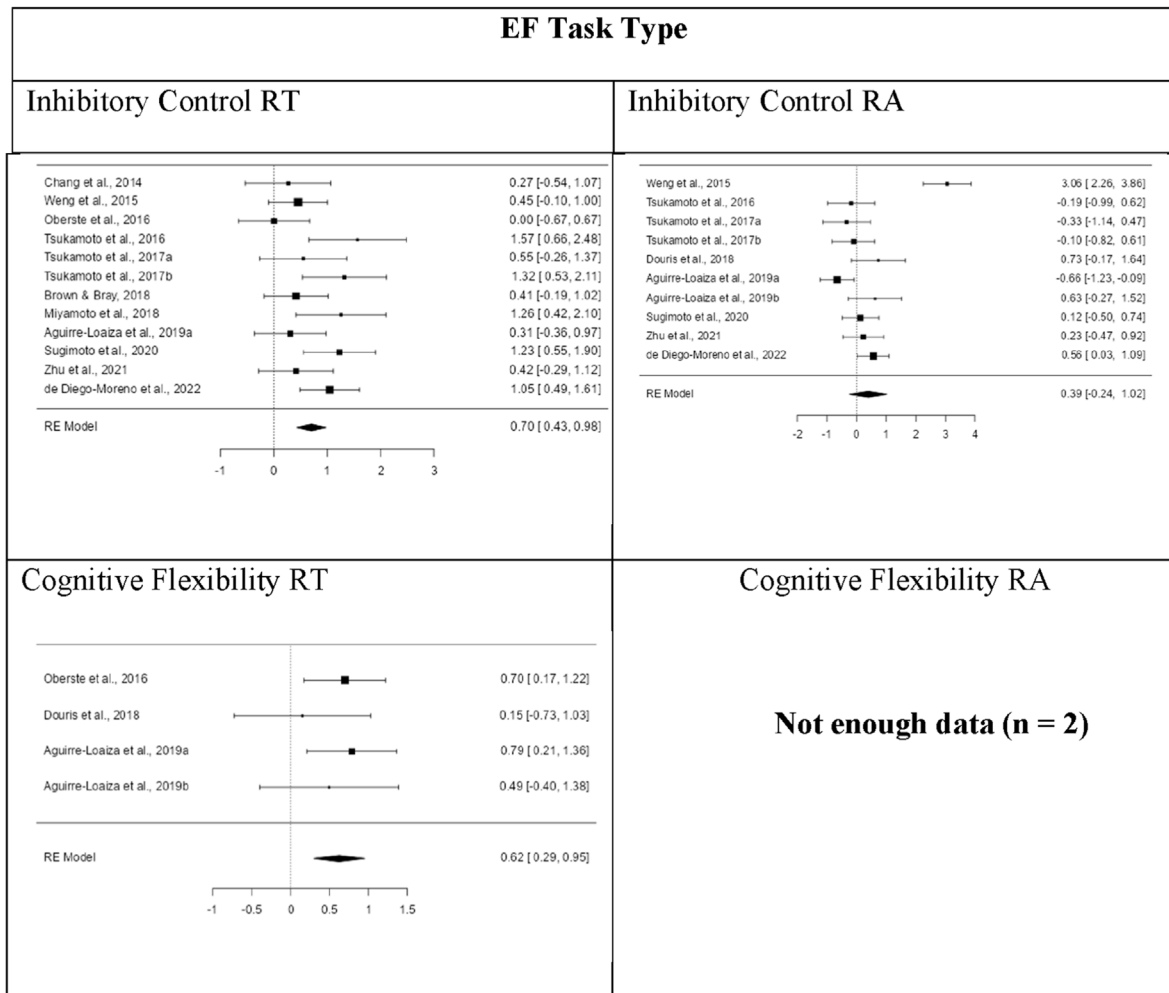 EF Task Type
Inhibitory Control RT
Inhibitory Control RA
Chang et al., 2014 0.27 [-0.54, 1.07]
Weng et al., 2015 0.45 [-0.10, 1.00]
Oberste et al., 2016 0.00 [-0.67, 0.67]
Tsukamoto et al., 2016 1.57 [ 0.66, 2.48]
Tsukamoto et al., 2017a 0.55 [-0.26, 1.37]
Tsukamoto et al., 2017b 1.32 [ 0.53, 2.11]
Brown & Bray, 2018 0.41 [-0.19, 1.02]
Miyamoto et al., 2018 1.26 [ 0.42, 2.10]
Aguirre-Loaiza et al., 2019a 0.31 [-0.36, 0.97]
Sugimoto et al., 2020 1.23 [ 0.55, 1.90]
Zhu et al., 2021 0.42 [-0.29, 1.12]
de Diego-Moreno et al., 2022 1.05 [ 0.49, 1.61]
RE Model 0.70 [ 0.43, 0.98]
-1 0 1 2 3
Weng et al., 2015 3.06 [ 2.26, 3.86]
Tsukamoto et al., 2016 -0.19 [-0.99, 0.62]
Tsukamoto et al., 2017a -0.33 [-1.14, 0.47]
Tsukamoto et al., 2017b -0.10 [-0.82, 0.61]
Douris et al., 2018 0.73 [-0.17, 1.64]
Aguirre-Loaiza et al., 2019a -0.66 [-1.23, -0.09]
Aguirre-Loaiza et al., 2019b 0.63 [-0.27, 1.52]
Sugimoto et al., 2020 0.12 [-0.50, 0.74]
Zhu et al., 2021 0.23 [-0.47, 0.92]
de Diego-Moreno et al., 2022 0.56 [ 0.03, 1.09]
RE Model 0.39 [-0.24, 1.02]
-2 -1 0 1 2 3 4
Cognitive Flexibility RT
Cognitive Flexibility RA
Oberste et al., 2016 0.70 [ 0.17, 1.22]
Douris et al., 2018 0.15 [-0.73, 1.03]
Aguirre-Loaiza et al., 2019a 0.79 [ 0.21, 1.36]
Aguirre-Loaiza et al., 2019b 0.49 [-0.40, 1.38]
RE Model 0.62 [ 0.29, 0.95]
-1 0 0.5 1 1.5
Not enough data (n = 2)